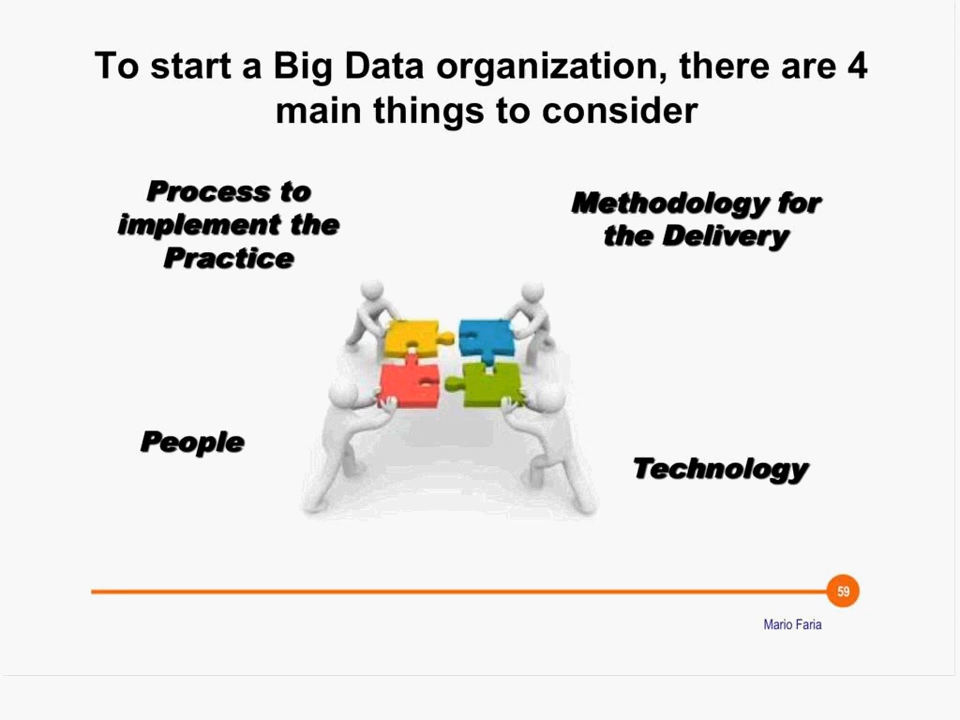 To start a Big Data organization, there are 4
main things to consider
Process to
implement the
Practice
Methodology for
the Delivery
People
Technology
59
Mario Faria